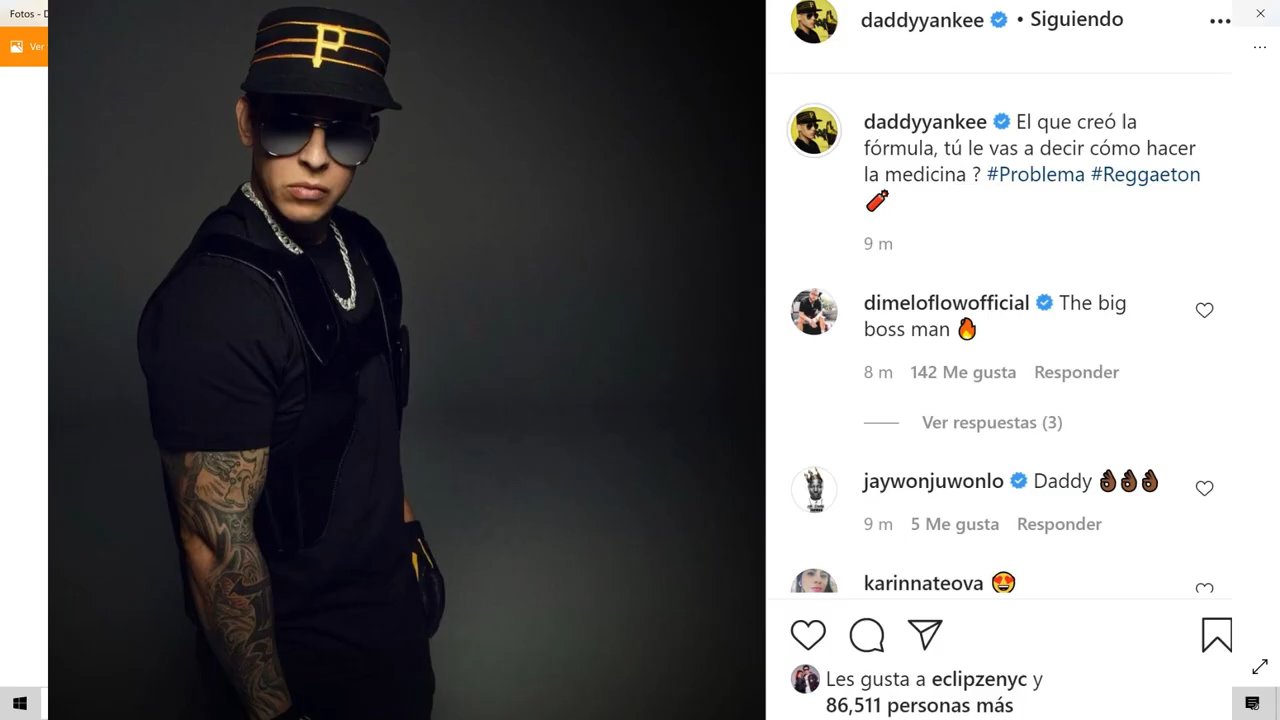 Fotos - D
Ver
P
daddyyankee • Siguiendo
daddyyankee El que creó la
fórmula, tú le vas a decir cómo hacer
la medicina ? #Problema #Reggaeton
9 m
dimeloflowofficial The big
boss man
8 m 142 Me gusta Responder
Ver respuestas (3)
jaywonjuwonlo Daddy
9 m 5 Me gusta Responder
karinnateova
Les gusta a eclipzenyc y
86,511 personas más